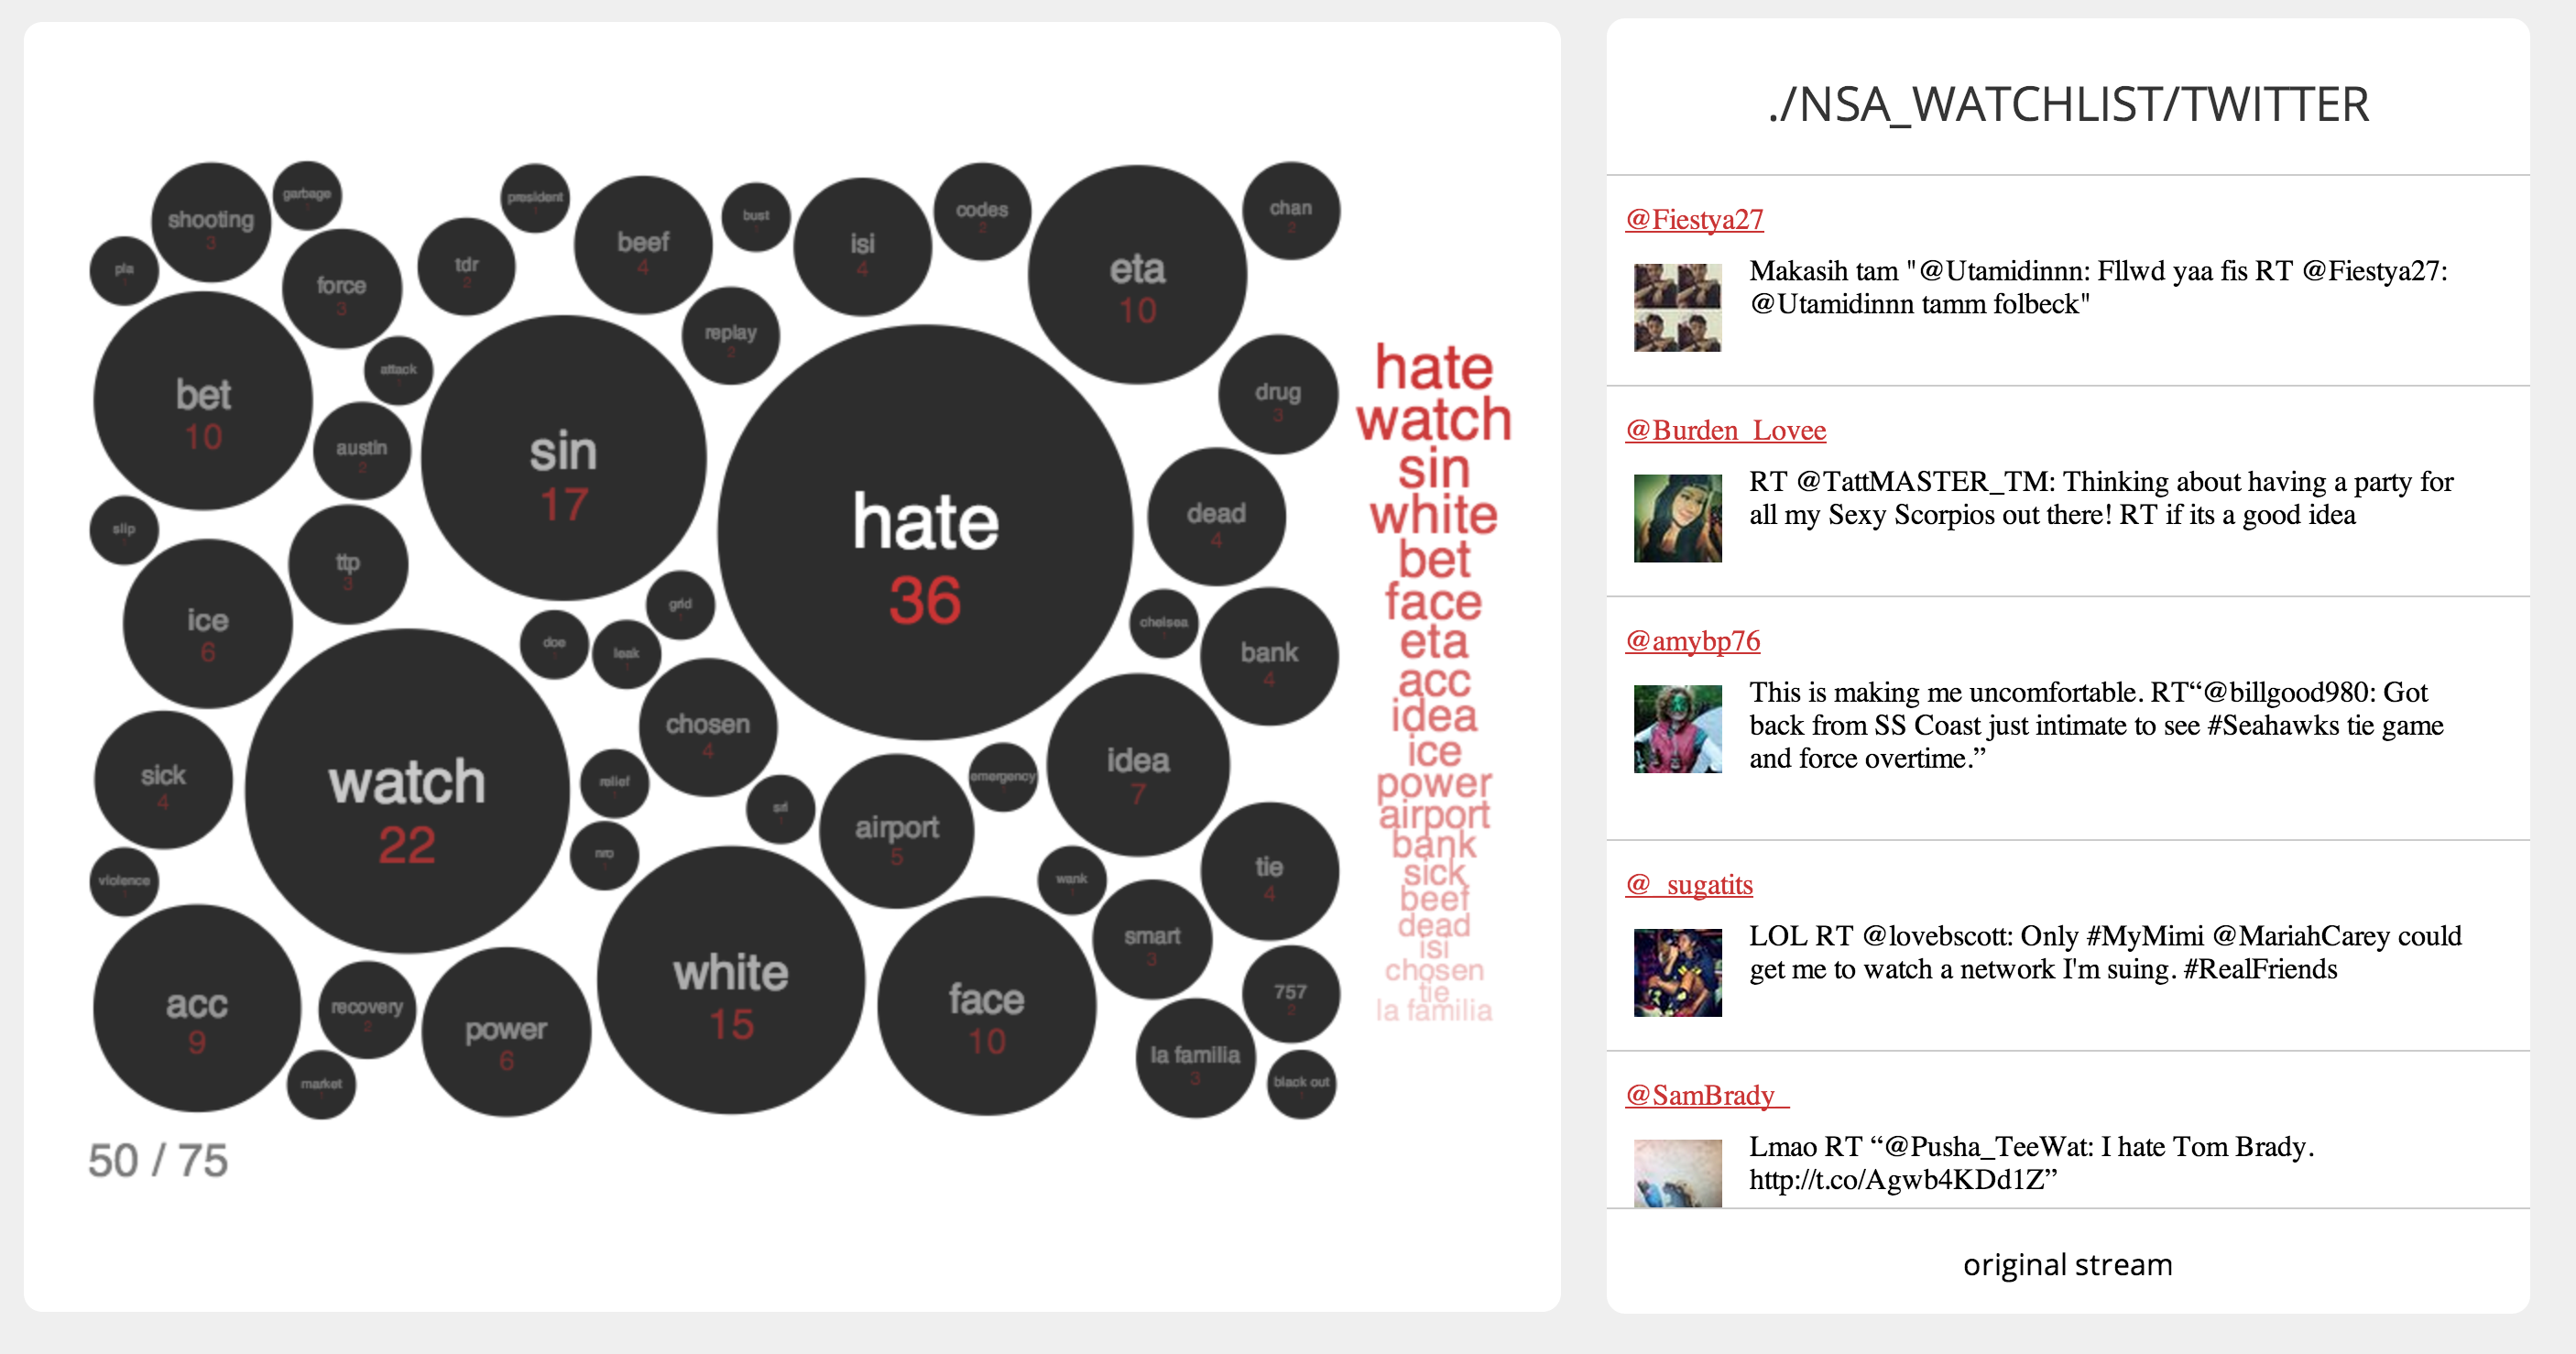 shooting
3
garbage
president
1
beef
4
bust
1
isi
4
codes
2
eta
10
chan
2
pla
force
3
tdr
2
replay
2
bet
10
attack
austin
2
sin
17
hate
36
drug
3
dead
4
slip
1
ttp
3
ice
6
doe
leak
grid
chelsea
1
bank
4
sick
4
watch
22
chosen
4
relief
1
sri
1
nro
1
airport
5
emergency
idea
7
tie
4
violence
acc
9
recovery
2
market
power
6
white
15
face
10
wank
1
smart
3
757
2
la familia
3
black out
50 / 75
hate
watch
sin
white
bet
face
eta
acc
idea
ice
power
airport
bank
sick
beef
dead
isi
chosen
tie
la familia
./NSA_WATCHLIST/TWITTER
@Fiestya27
Makasih tam "@Utamidinnn: Fllwd yaa fis RT @Fiestya27:
@Utamidinnn tamm folbeck"
@Burden_Lovee
RT @TattMASTER_TM: Thinking about having a party for
all my Sexy Scorpios out there! RT if its a good idea
@amybp76
This is making me uncomfortable. RT“@billgood980: Got
back from SS Coast just intimate to see #Seahawks tie game
and force overtime.”
@_sugatits
LOL RT @lovebscott: Only #MyMimi @MariahCarey could
get me to watch a network I'm suing. #RealFriends
@SamBrady_
Lmao RT “@Pusha_TeeWat: I hate Tom Brady.
http://t.co/Agwb4KDd1Z”
original stream